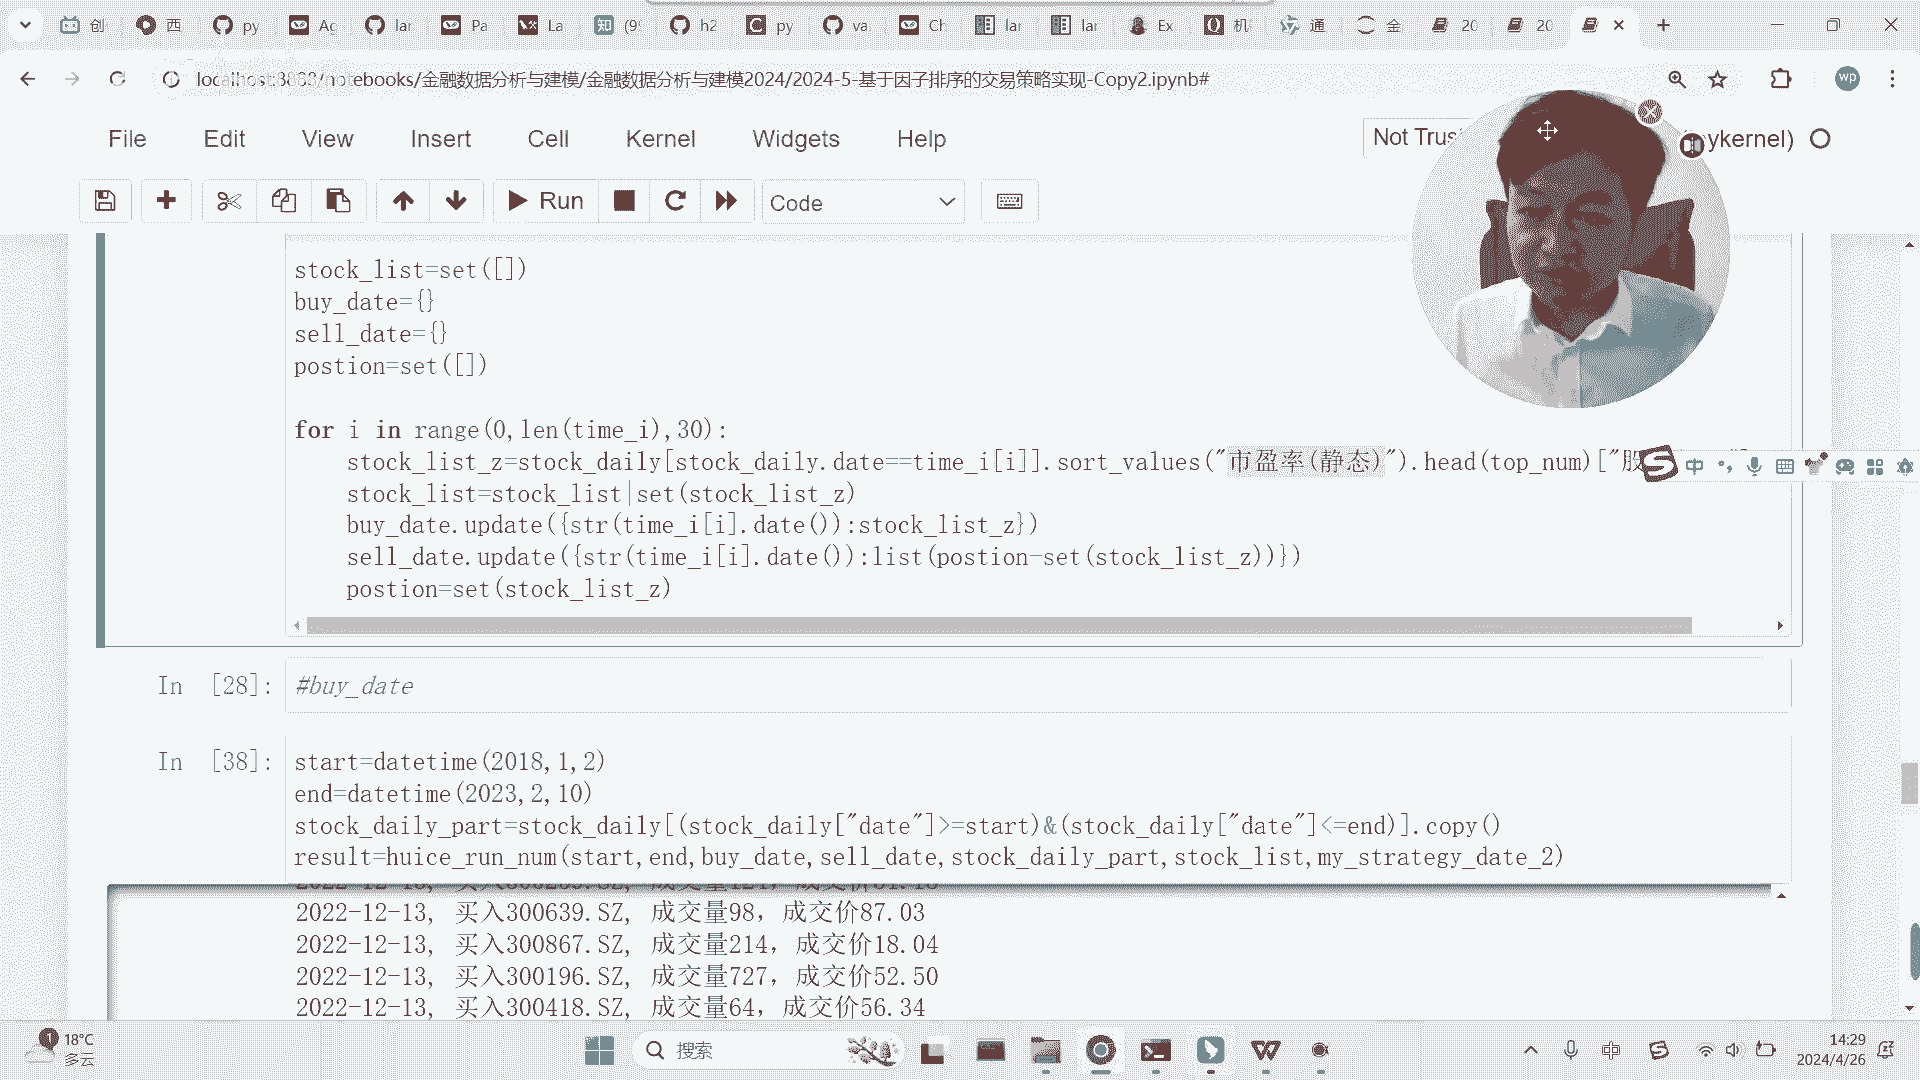 创 西 py Ag lar Pa La (9 h2 py va Ch lar lar Ex 机 通 金 20 20
localhost:8888/notebooks/金融数据分析与建模/金融数据分析与建模2024/2024-5-基于因子排序的交易策略实现-Copy2.ipynb#
wp
File Edit View Insert Cell Kernel Widgets Help
Not Trus ykernel)
Run Code
stock_list=set([])
buy_date={}
sell_date={}
postion=set([])
for i in range(0,len(time_i),30):
stock_list_z=stock_daily[stock_daily.date==time_i[i]].sort_values("市盈率(静态)").head(top_num)["股
中
stock_list=stock_list|set(stock_list_z)
buy_date.update({str(time_i[i].date()):stock_list_z})
sell_date.update({str(time_i[i].date()):list(postion-set(stock_list_z))})
postion=set(stock_list_z)
In [28]: #buy_date
In [38]: start=datetime(2018,1,2)
end=datetime(2023,2,10)
stock_daily_part=stock_daily[(stock_daily["date"]>=start)&(stock_daily["date"]<=end)].copy()
result=huice_run_num(start,end,buy_date,sell_date,stock_daily_part,stock_list,my_strategy_date_2)
2022-12-13, 买入300639.SZ, 成交量98，成交价87.03
2022-12-13, 买入300867.SZ, 成交量214，成交价18.04
2022-12-13, 买入300196.SZ, 成交量727，成交价52.50
2022-12-13, 买入300418.SZ, 成交量64，成交价56.34
1 18°C
多云
搜索
中
14:29
2024/4/26